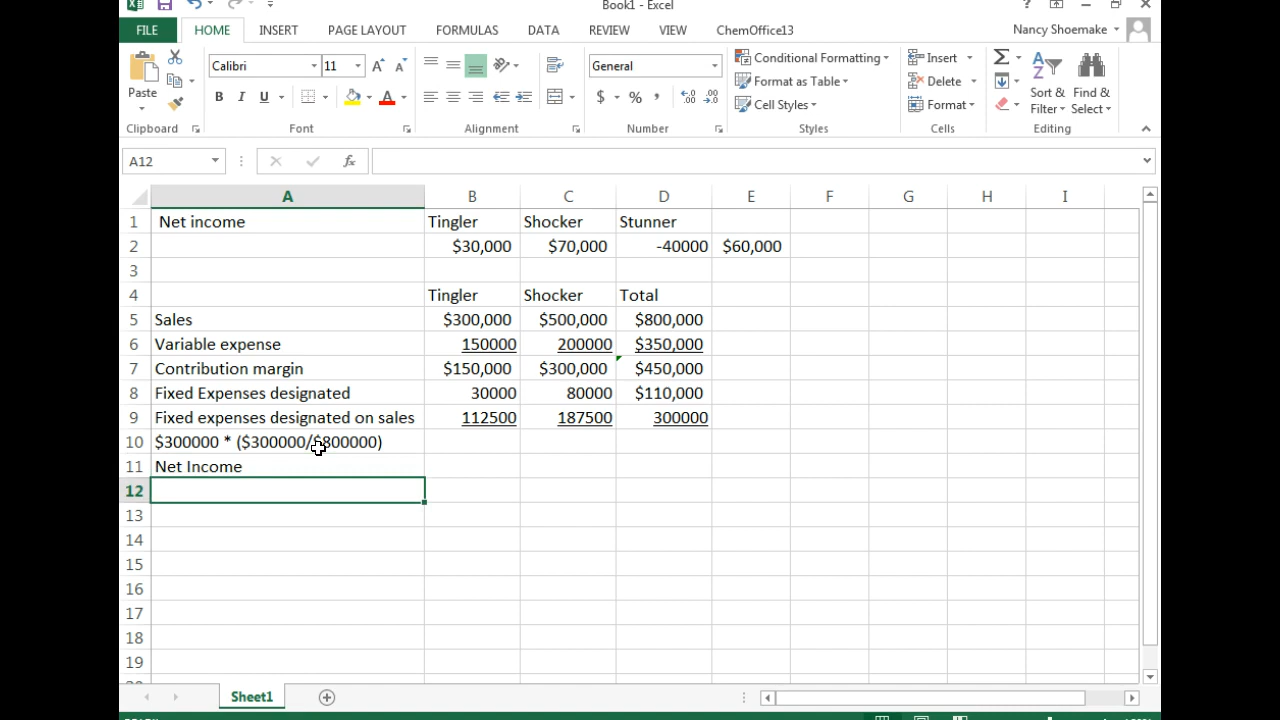 Book1 - Excel
FILE HOME INSERT PAGE LAYOUT FORMULAS DATA REVIEW VIEW ChemOffice13 Nancy Shoemake
Paste Calibri 11 B I U General $ % , Conditional Formatting Format as Table Cell Styles Insert Delete Format Sort & Filter Find & Select
Clipboard Font Alignment Number Styles Cells Editing
A12 fx
A B C D E F G H I
1 Net income Tingler Shocker Stunner
2 $30,000 $70,000 -40000 $60,000
3
4 Tingler Shocker Total
5 Sales $300,000 $500,000 $800,000
6 Variable expense 150000 200000 $350,000
7 Contribution margin $150,000 $300,000 $450,000
8 Fixed Expenses designated 30000 80000 $110,000
9 Fixed expenses designated on sales 112500 187500 300000
10 $300000 * ($300000/$800000)
11 Net Income
12
13
14
15
16
17
18
19
Sheet1